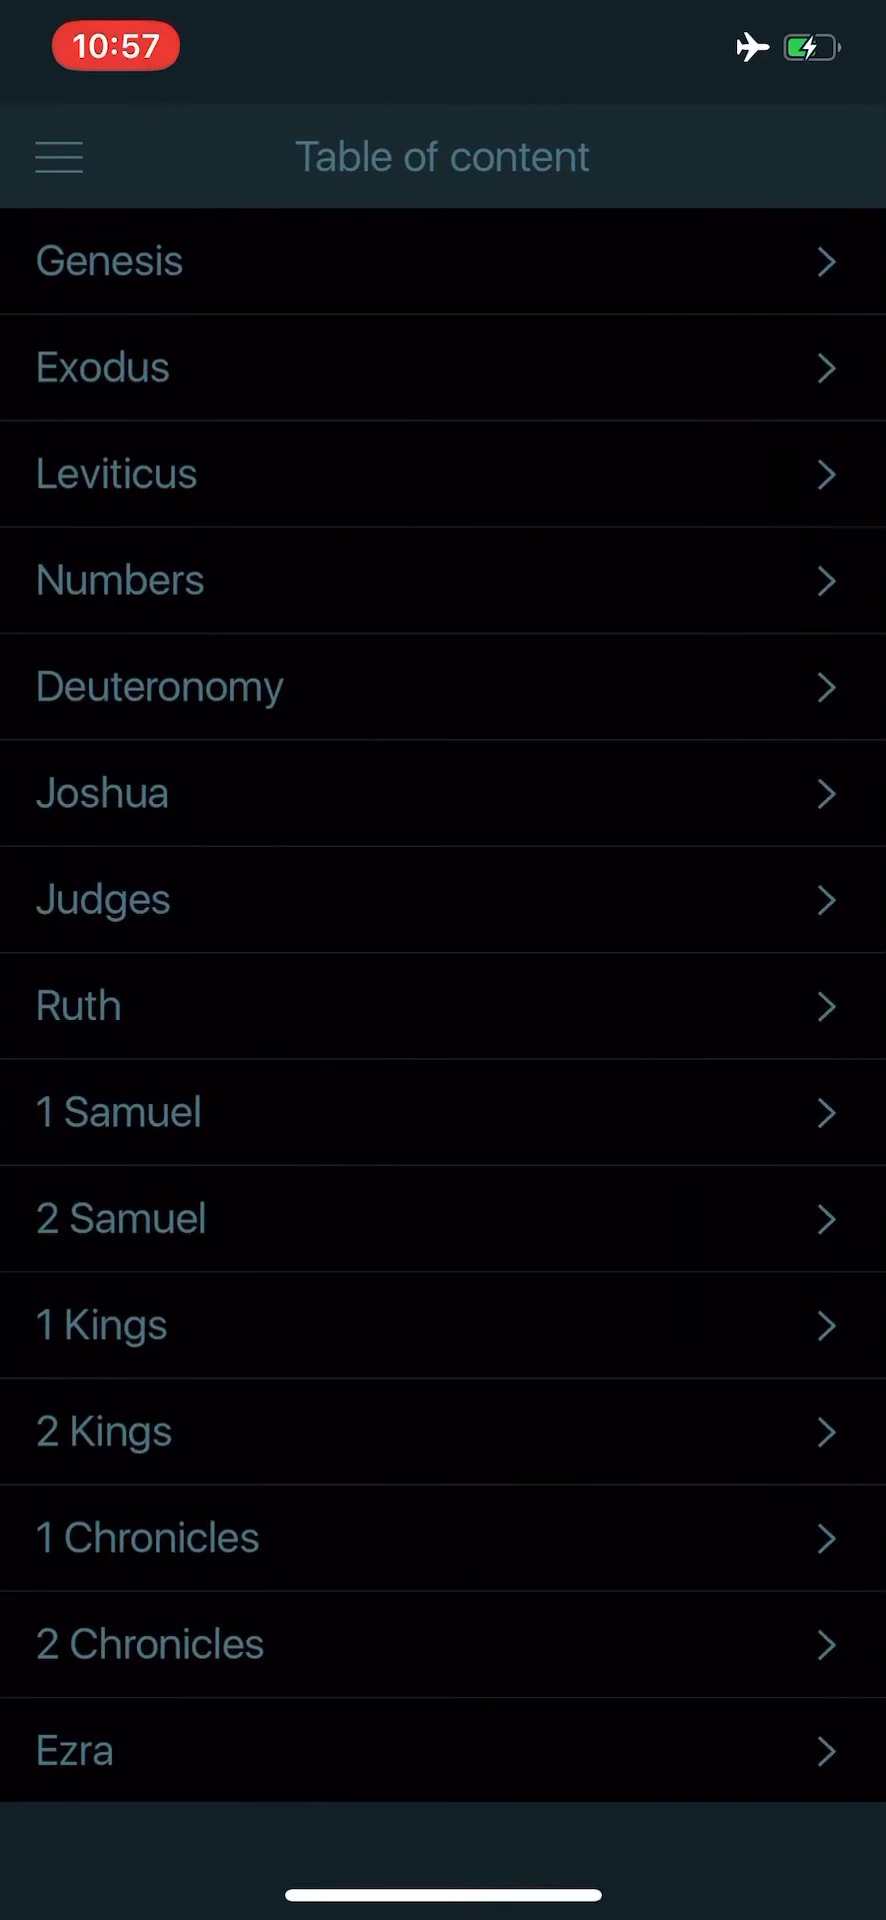 10:57
Table of content
Genesis
Exodus
Leviticus
Numbers
Deuteronomy
Joshua
Judges
Ruth
1 Samuel
2 Samuel
1 Kings
2 Kings
1 Chronicles
2 Chronicles
Ezra